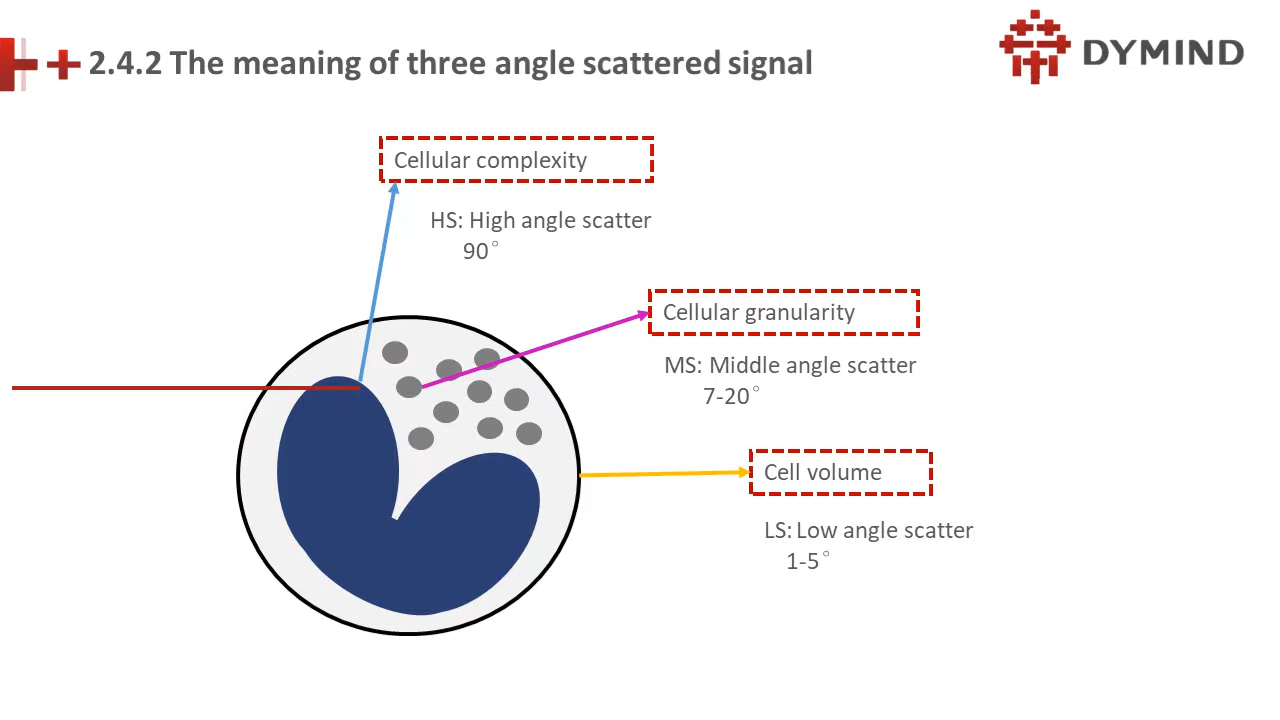 2.4.2 The meaning of three angle scattered signal
DYMIND
Cellular complexity
HS: High angle scatter
90°
Cellular granularity
MS: Middle angle scatter
7-20°
Cell volume
LS: Low angle scatter
1-5°